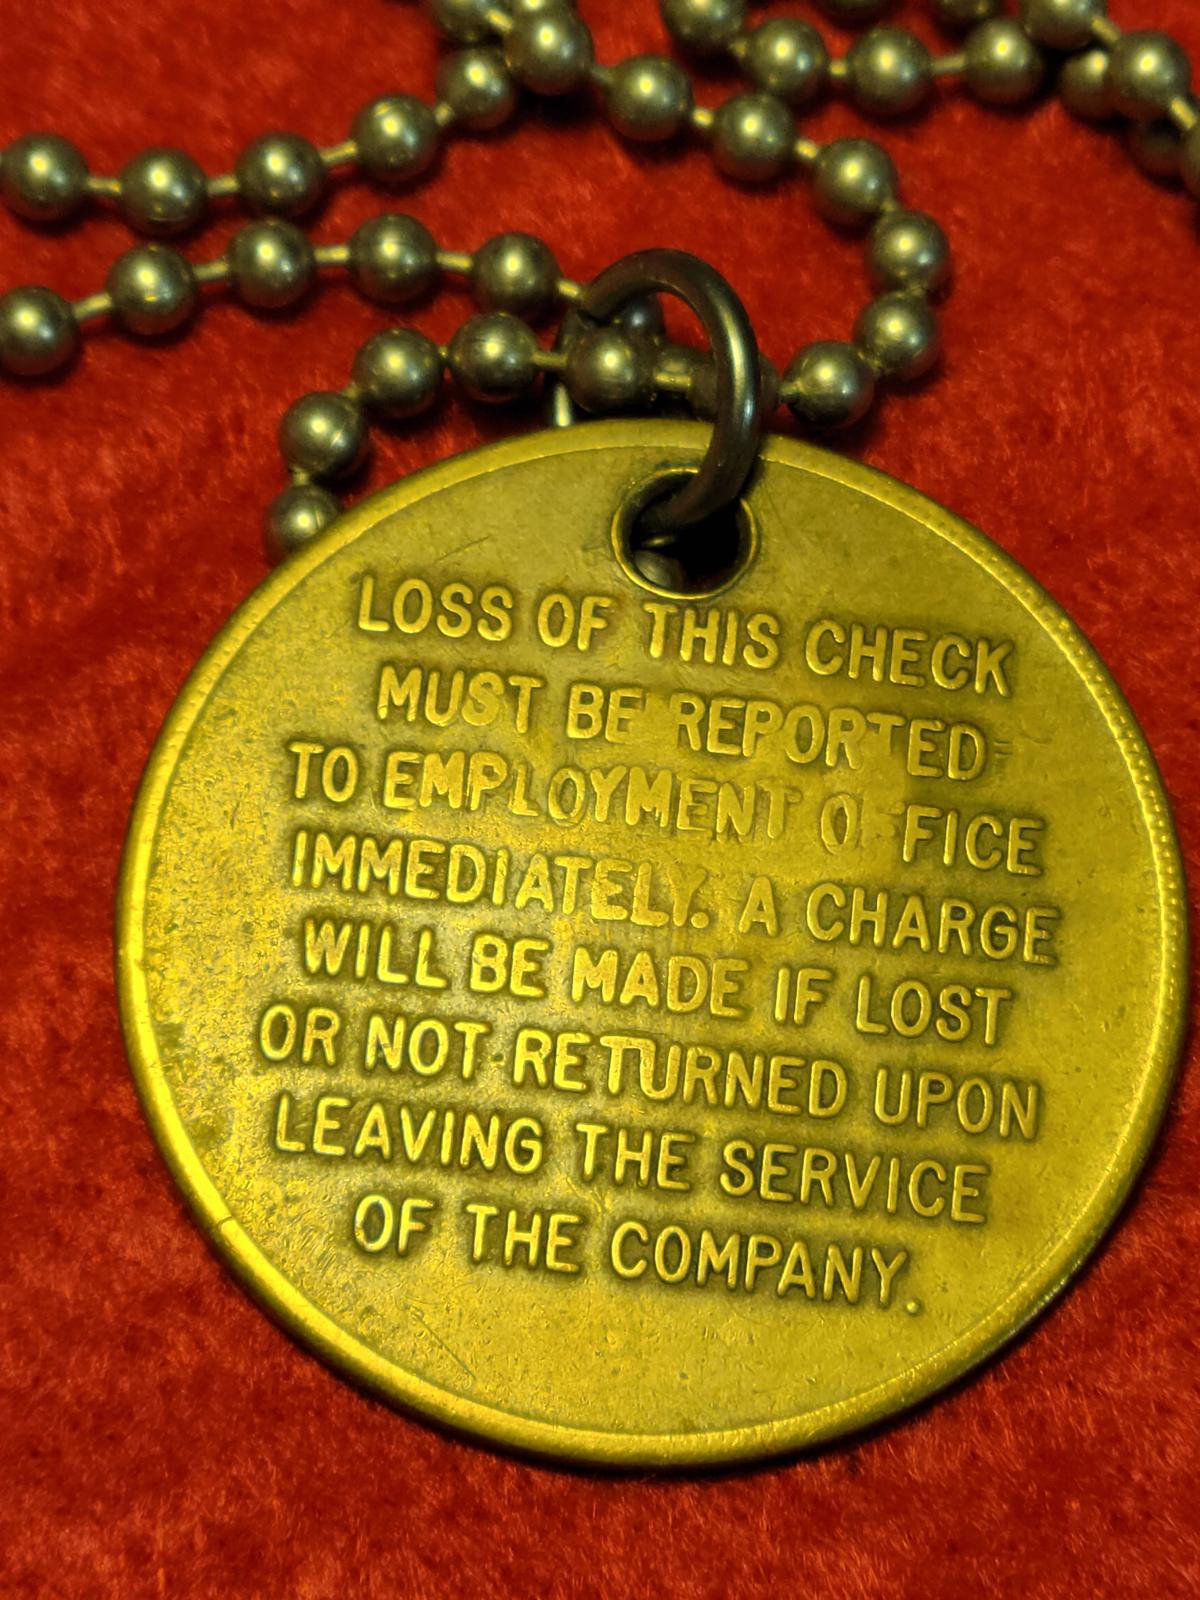 LOSS OF THIS CHECK
MUST BE REPORTED
TO EMPLOYMENT OFFICE
IMMEDIATELY. A CHARGE
WILL BE MADE IF LOST
OR NOT RETURNED UPON
LEAVING THE SERVICE
OF THE COMPANY.